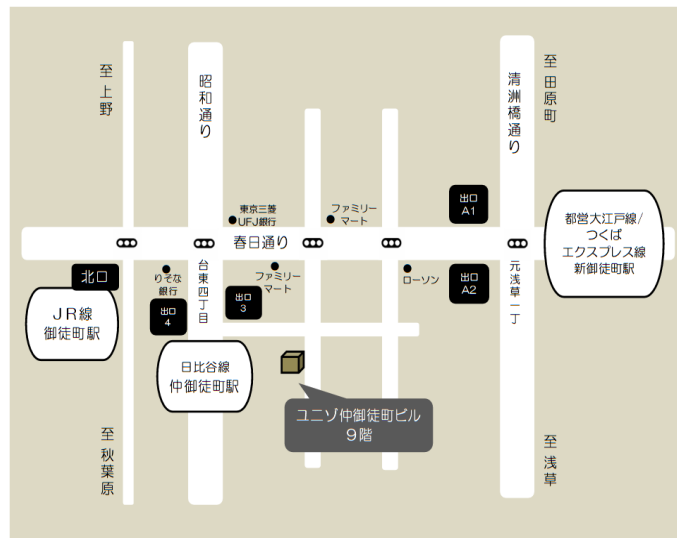 至上野
昭和通り
清洲橋通り
至田原町
東京三菱
UFJ銀行
ファミリー
マート
出口
A1
都営大江戸線/
つくば
エクスプレス線
新御徒町駅
春日通り
北口
りそな
銀行
台東四丁目
ファミリー
マート
ローソン
出口
A2
元浅草一丁
JR線
御徒町駅
出口
4
出口
3
日比谷線
仲御徒町駅
ユニゾ仲御徒町ビル
9階
至秋葉原
至浅草